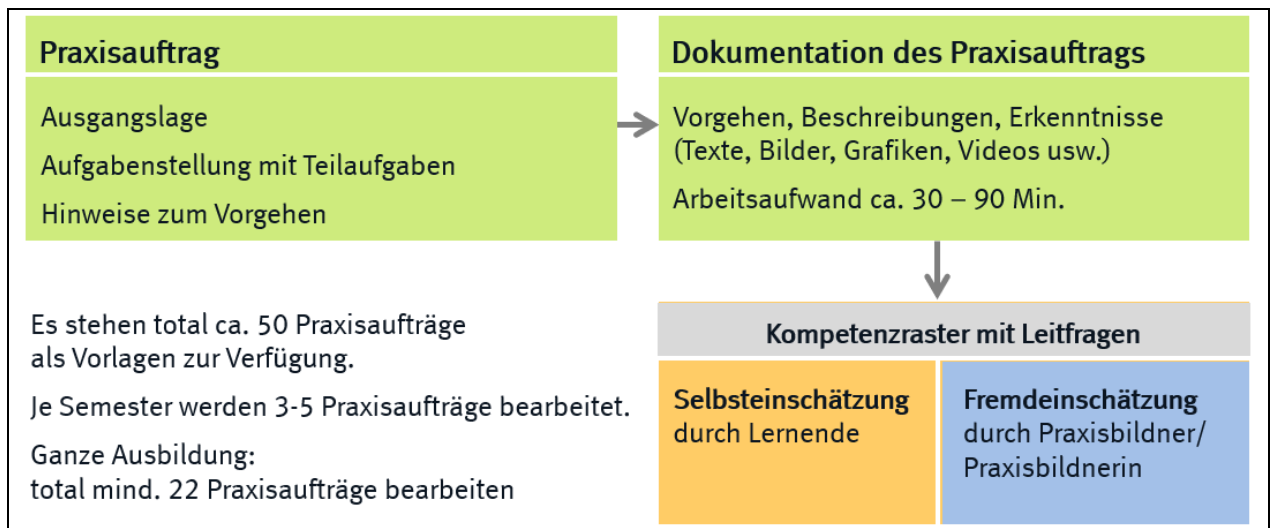 Praxisauftrag
Ausgangslage
Aufgabenstellung mit Teilaufgaben
Hinweise zum Vorgehen
Dokumentation des Praxisauftrags
Vorgehen, Beschreibungen, Erkenntnisse
(Texte, Bilder, Grafiken, Videos usw.)
Arbeitsaufwand ca. 30 – 90 Min.
Es stehen total ca. 50 Praxisaufträge
als Vorlagen zur Verfügung.
Je Semester werden 3-5 Praxisaufträge bearbeitet.
Ganze Ausbildung:
total mind. 22 Praxisaufträge bearbeiten
Kompetenzraster mit Leitfragen
Selbsteinschätzung
durch Lernende
Fremdeinschätzung
durch Praxisbildner/
Praxisbildnerin